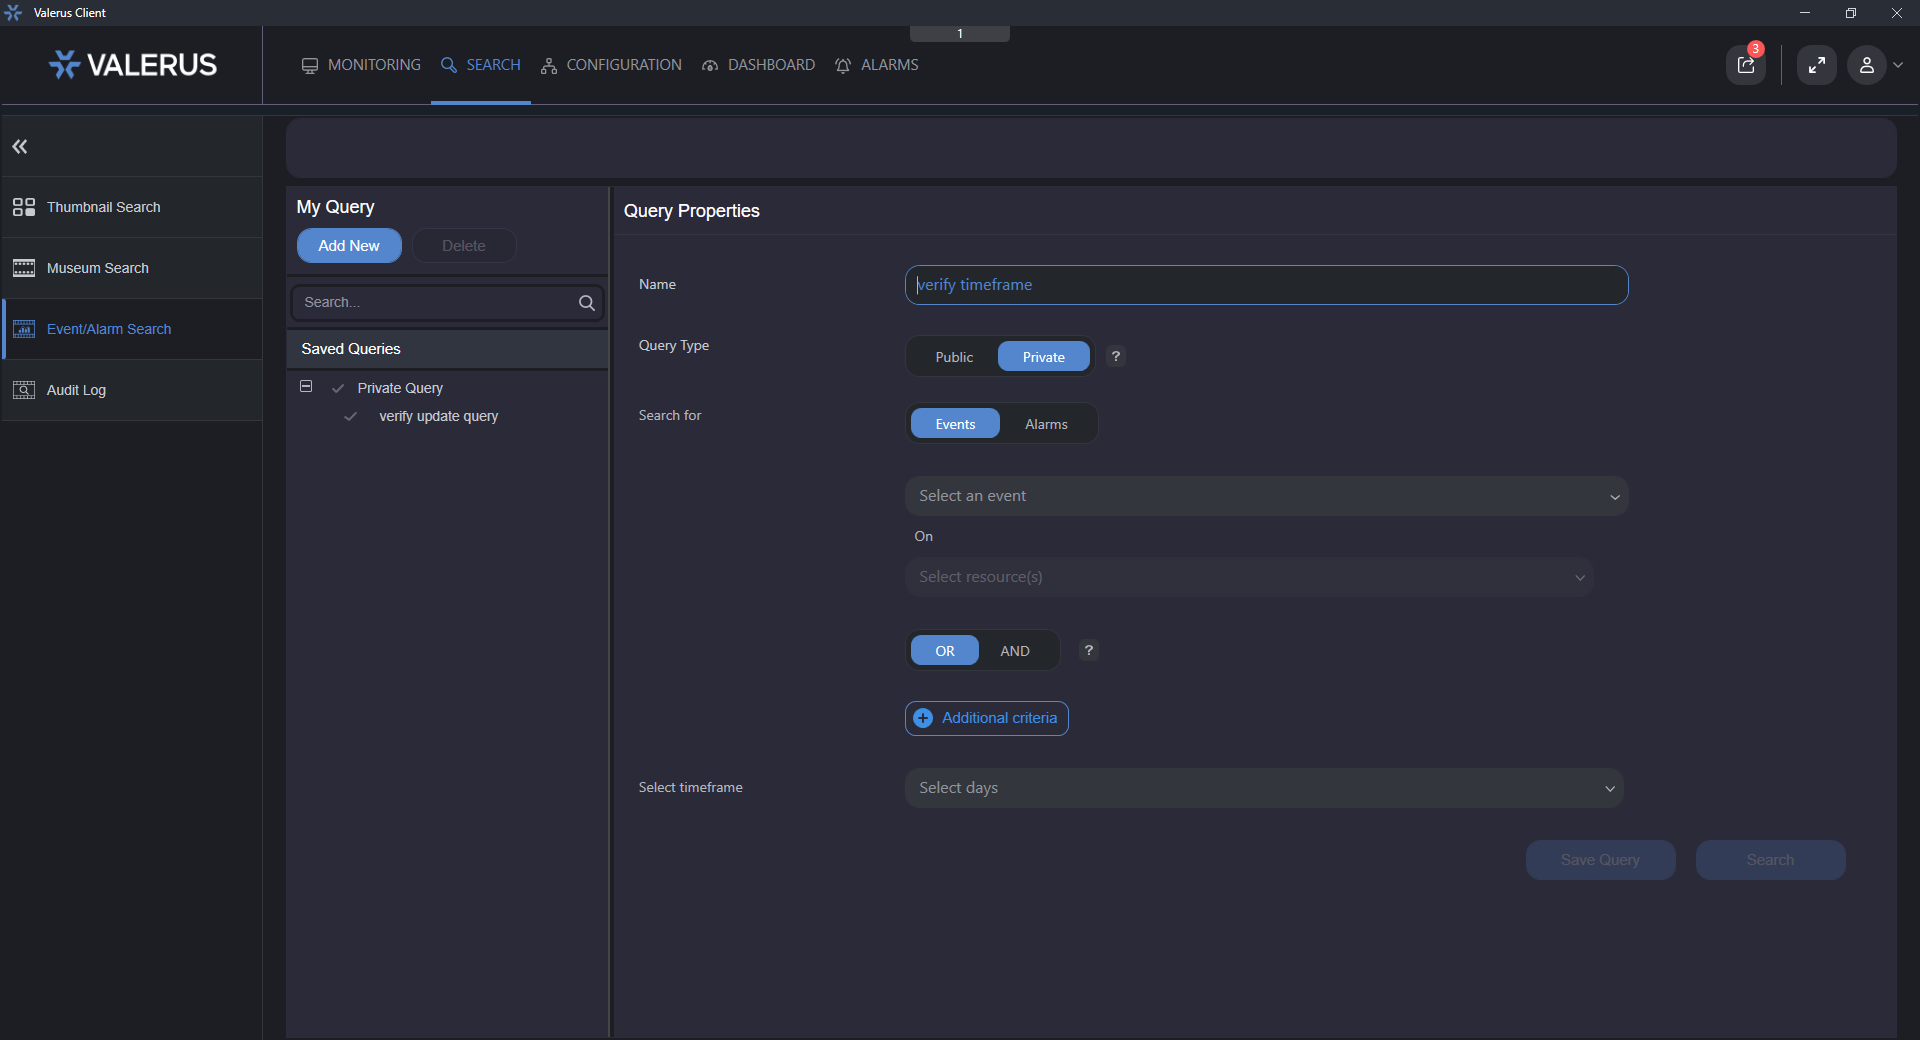 Valerus Client
1
VALERUS
MONITORING
SEARCH
CONFIGURATION
DASHBOARD
ALARMS
3
Thumbnail Search
Museum Search
Event/Alarm Search
Audit Log
My Query
Add New
Delete
Search...
Saved Queries
Private Query
verify update query
Query Properties
Name
verify timeframe
Query Type
Public
Private
?
Search for
Events
Alarms
Select an event
On
Select resource(s)
OR
AND
?
Additional criteria
Select timeframe
Select days
Save Query
Search